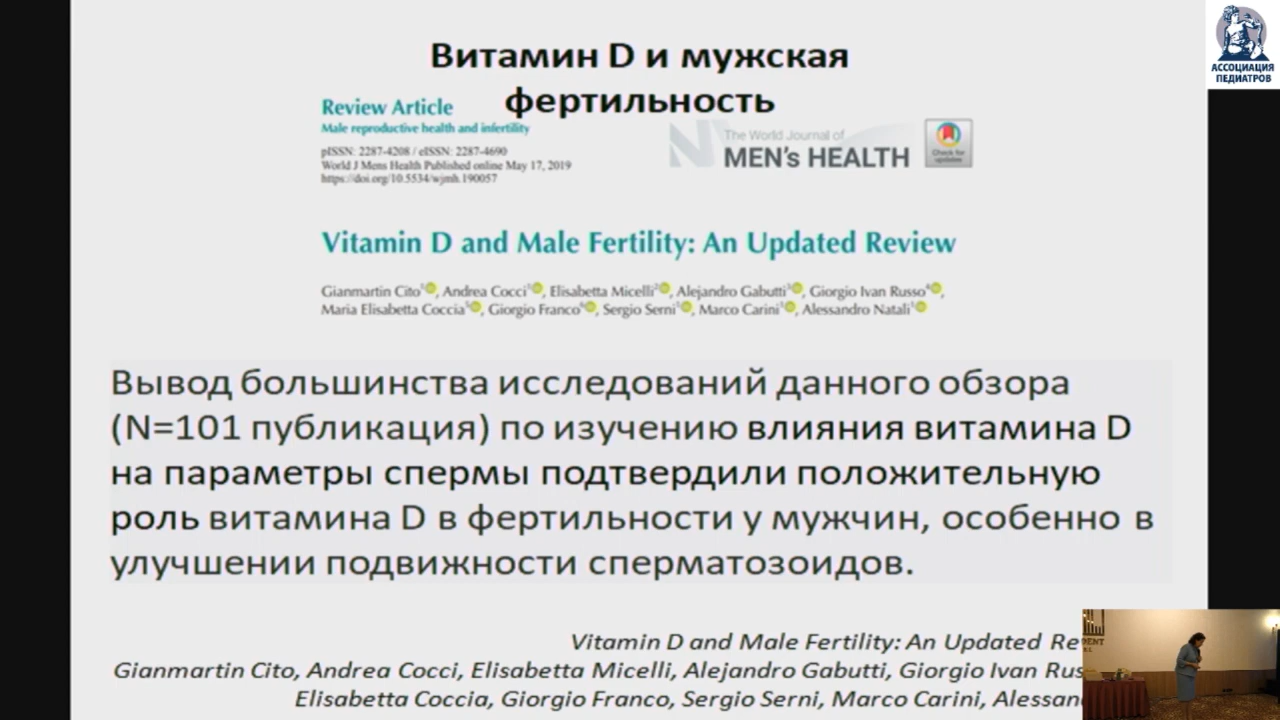 Витамин D и мужская
фертильность
АССОЦИАЦИЯ
ПЕДИАТРОВ
Review Article
Male reproductive health and infertility
pISSN: 2287-4208 / eISSN: 2287-4690
World J Mens Health Published online May 17, 2019
https://doi.org/10.5534/wjmh.190057
The World Journal of
MEN's HEALTH
Check for
updates
Vitamin D and Male Fertility: An Updated Review
Gianmartin Cito, Andrea Cocci, Elisabetta Micelli, Alejandro Gabutti, Giorgio Ivan Russo,
Maria Elisabetta Coccia, Giorgio Franco, Sergio Serni, Marco Carini, Alessandro Natali
Вывод большинства исследований данного обзора
(N=101 публикация) по изучению влияния витамина D
на параметры спермы подтвердили положительную
роль витамина D в фертильности у мужчин, особенно в
улучшении подвижности сперматозоидов.
Vitamin D and Male Fertility: An Updated Re
Gianmartin Cito, Andrea Cocci, Elisabetta Micelli, Alejandro Gabutti, Giorgio Ivan Rus
Elisabetta Coccia, Giorgio Franco, Sergio Serni, Marco Carini, Alessan